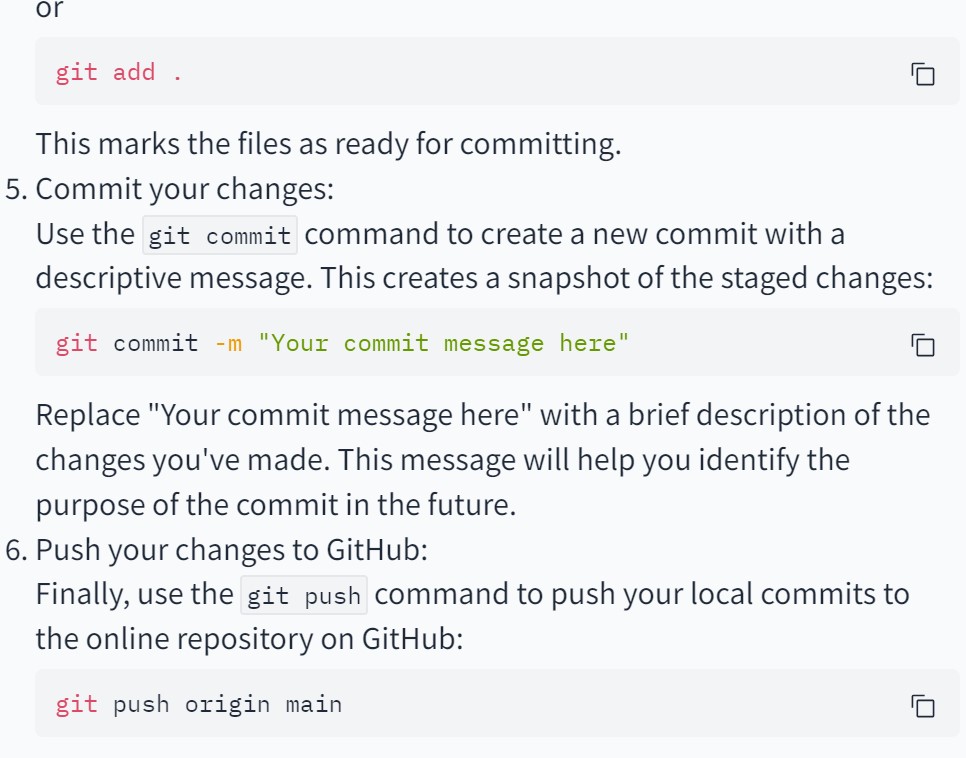 or
git add .
This marks the files as ready for committing.
5. Commit your changes:
Use the git commit command to create a new commit with a
descriptive message. This creates a snapshot of the staged changes:
git commit -m "Your commit message here"
Replace "Your commit message here" with a brief description of the
changes you've made. This message will help you identify the
purpose of the commit in the future.
6. Push your changes to GitHub:
Finally, use the git push command to push your local commits to
the online repository on GitHub:
git push origin main